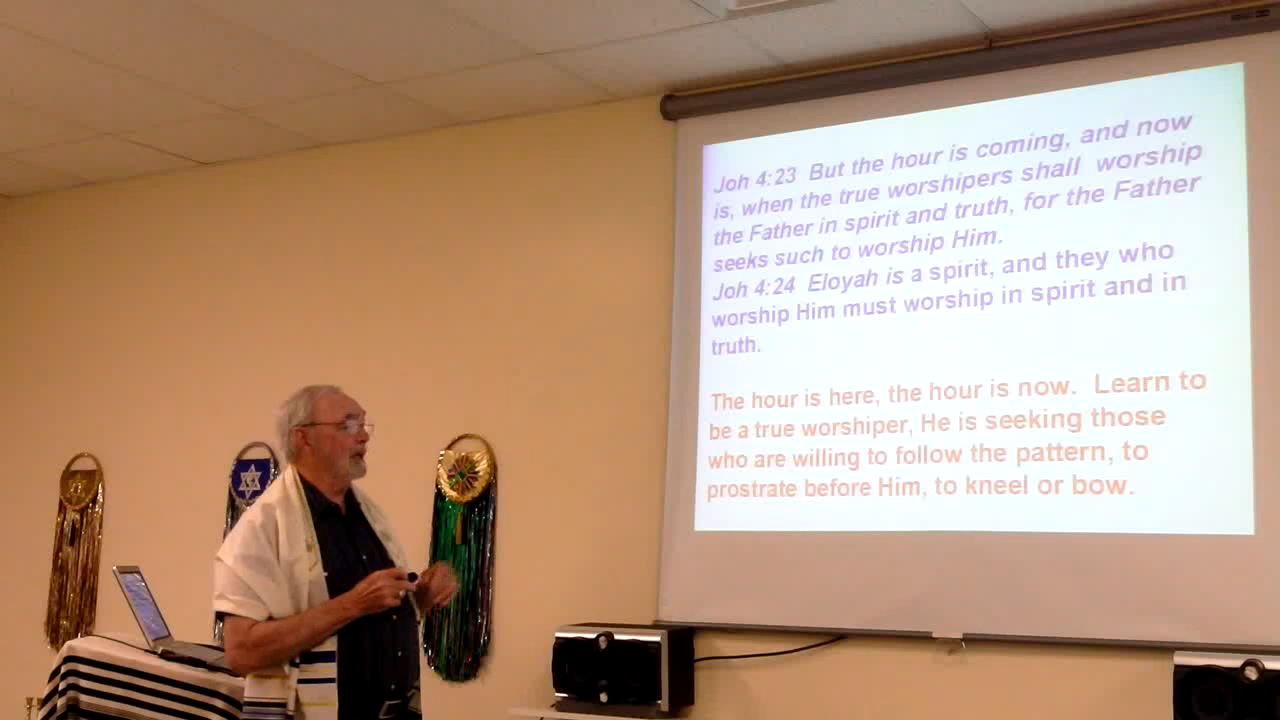 Joh 4:23 But the hour is coming, and now
is, when the true worshipers shall worship
the Father in spirit and truth, for the Father
seeks such to worship Him.
Joh 4:24 Eloyah is a spirit, and they who
worship Him must worship in spirit and in
truth.
The hour is here, the hour is now. Learn to
be a true worshiper, He is seeking those
who are willing to follow the pattern, to
prostrate before Him, to kneel or bow.